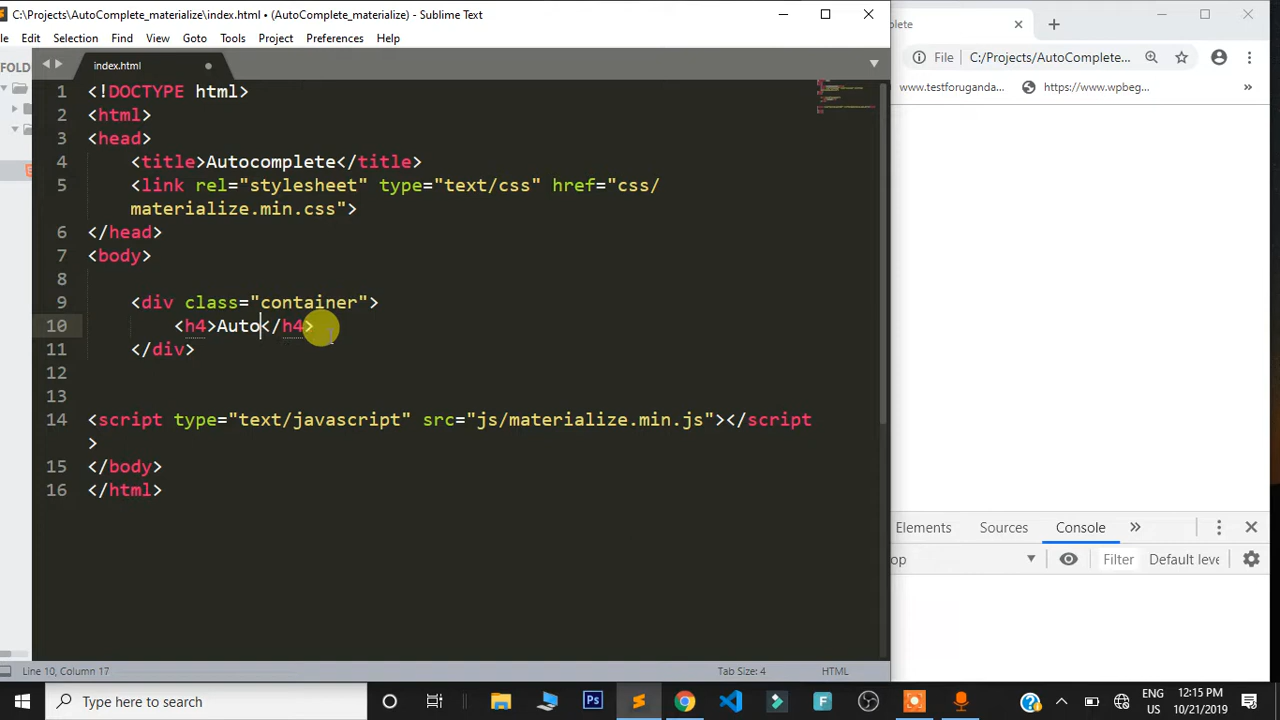 C:\Projects\AutoComplete_materialize\index.html • (AutoComplete_materialize) - Sublime Text
le Edit Selection Find View Goto Tools Project Preferences Help
FOLD
index.html
1 <!DOCTYPE html>
2 <html>
3 <head>
4 <title>Autocomplete</title>
5 <link rel="stylesheet" type="text/css" href="css/
materialize.min.css">
6 </head>
7 <body>
8
9 <div class="container">
10 <h4>Auto</h4>
11 </div>
12
13
14 <script type="text/javascript" src="js/materialize.min.js"></script
>
15 </body>
16 </html>
Line 10, Column 17
Tab Size: 4
HTML
plete
File C:/Projects/AutoComplete...
www.testforuganda...
https://www.wpbeg...
Elements Sources Console
op
Filter
Default leve
Type here to search
ENG
US
12:15 PM
10/21/2019